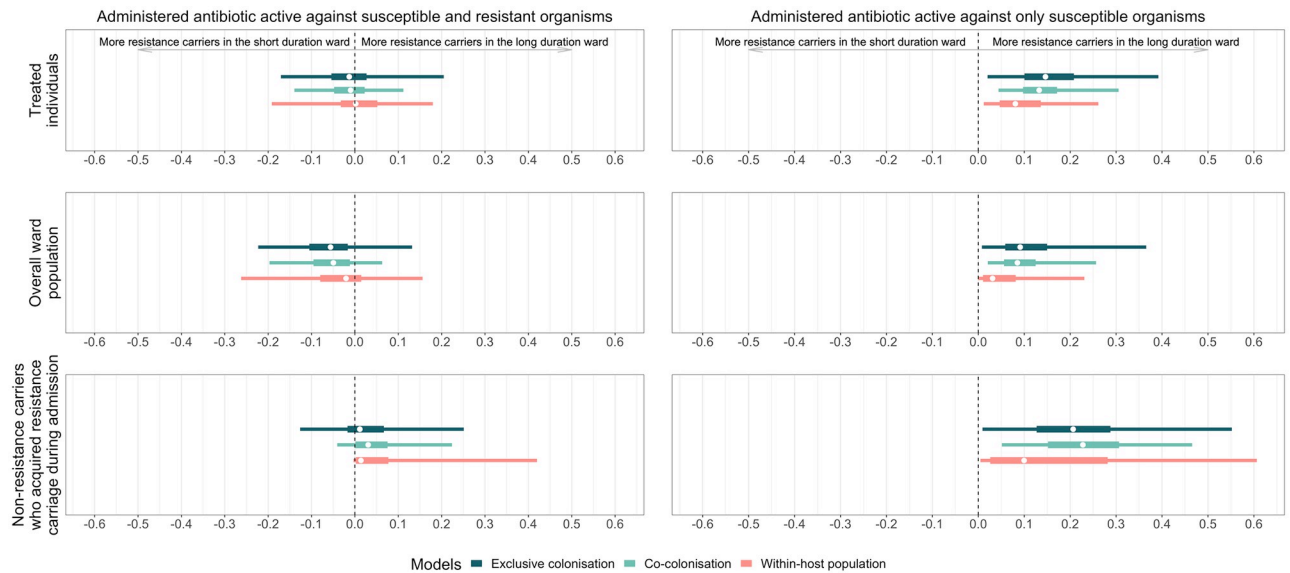 Administered antibiotic active against susceptible and resistant organisms
Administered antibiotic active against only susceptible organisms
Treated
individuals
More resistance carriers in the short duration ward
More resistance carriers in the long duration ward
-0.6 -0.5 -0.4 -0.3 -0.2 -0.1 0.0 0.1 0.2 0.3 0.4 0.5 0.6
More resistance carriers in the short duration ward
More resistance carriers in the long duration ward
-0.6 -0.5 -0.4 -0.3 -0.2 -0.1 0.0 0.1 0.2 0.3 0.4 0.5 0.6
Overall ward
population
-0.6 -0.5 -0.4 -0.3 -0.2 -0.1 0.0 0.1 0.2 0.3 0.4 0.5 0.6
-0.6 -0.5 -0.4 -0.3 -0.2 -0.1 0.0 0.1 0.2 0.3 0.4 0.5 0.6
Non-resistance carriers
who acquired resistance
carriage during admission
-0.6 -0.5 -0.4 -0.3 -0.2 -0.1 0.0 0.1 0.2 0.3 0.4 0.5 0.6
-0.6 -0.5 -0.4 -0.3 -0.2 -0.1 0.0 0.1 0.2 0.3 0.4 0.5 0.6
Models Exclusive colonisation Co-colonisation Within-host population